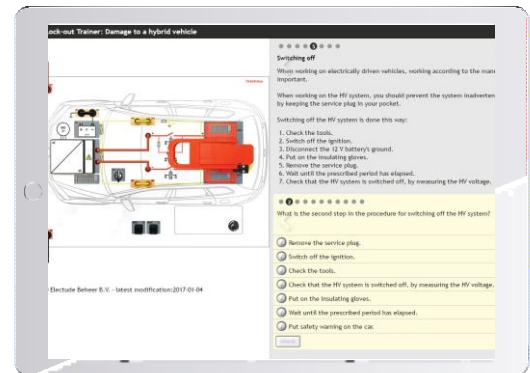 Lock-out Trainer: Damage to a hybrid vehicle
5
Switching off
When working on electrically driven vehicles, working according to the man
important.
When working on the HV system, you should prevent the system inadverten
by keeping the service plug in your pocket.
Switching off the HV system is done this way:
1. Check the tools.
2. Switch off the ignition.
3. Disconnect the 12 V battery's ground.
4. Put on the insulating gloves.
5. Remove the service plug.
6. Wait until the prescribed period has elapsed.
7. Check that the HV system is switched off, by measuring the HV voltage.
2
What is the second step in the procedure for switching off the HV system?
Remove the service plug.
Switch off the ignition.
Check the tools.
Check that the HV system is switched off, by measuring the HV voltage.
Put on the insulating gloves.
Wait until the prescribed period has elapsed.
Put safety warning on the car.
Electude Beheer B.V. - latest modification:2017-01-04